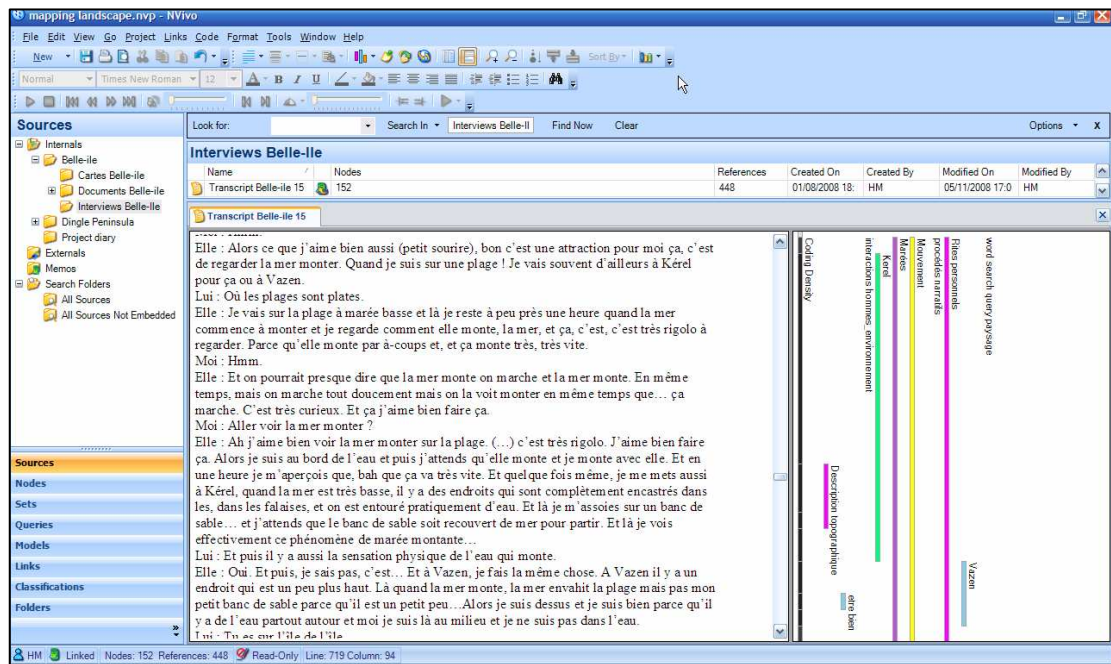 mapping landscape.nvp - NVivo
File Edit View Go Project Links Code Format Tools Window Help
New Sort By
Normal Times New Roman 12 A B I U
Sources
Look for: Search In Interviews Belle-Il Find Now Clear Options x
Internals
Belle-ile
Cartes Belle-ile
Documents Belle-ile
Interviews Belle-Ile
Dingle Peninsula
Project diary
Externals
Memos
Search Folders
All Sources
All Sources Not Embedded
Sources
Nodes
Sets
Queries
Models
Links
Classifications
Folders
Interviews Belle-Ile
Name Nodes References Created On Created By Modified On Modified By
Transcript Belle-ile 15 152 448 01/08/2008 18: HM 05/11/2008 17:0 HM
Transcript Belle-ile 15
Elle : Alors ce que j’aime bien aussi (petit sourire), bon c’est une attraction pour moi ça, c’est
de regarder la mer monter. Quand je suis sur une plage ! Je vais souvent d’ailleurs à Kérel
pour ça ou à Vazen.
Lui : Où les plages sont plates.
Elle : Je vais sur la plage à marée basse et là je reste à peu près une heure quand la mer
commence à monter et je regarde comment elle monte, la mer, et ça, c’est, c’est très rigolo à
regarder. Parce qu’elle monte par à-coups et, et ça monte très, très vite.
Moi : Hmm.
Elle : Et on pourrait presque dire que la mer monte on marche et la mer monte. En même
temps, mais on marche tout doucement mais on la voit monter en même temps que… ça
marche. C’est très curieux. Et ça j’aime bien faire ça.
Moi : Aller voir la mer monter ?
Elle : Ah j’aime bien voir la mer monter sur la plage. (…) c’est très rigolo. J’aime bien faire
ça. Alors je suis au bord de l’eau et puis j’attends qu’elle monte et je monte avec elle. Et en
une heure je m’aperçois que, bah que ça va très vite. Et quelque fois même, je me mets aussi
à Kérel, quand la mer est très basse, il y a des endroits qui sont complètement encastrés dans
les, dans les falaises, et on est entouré pratiquement d’eau. Et là je m’assoies sur un banc de
sable… et j’attends que le banc de sable soit recouvert de mer pour partir. Et là je vois
effectivement ce phénomène de marée montante…
Lui : Et puis il y a aussi la sensation physique de l’eau qui monte.
Elle : Oui. Et puis, je sais pas, c’est… Et à Vazen, je fais la même chose. A Vazen il y a un
endroit qui est un peu plus haut. Là quand la mer monte, la mer envahit la plage mais pas mon
petit banc de sable parce qu’il est un petit peu…Alors je suis dessus et je suis bien parce qu’il
y a de l’eau partout autour et moi je suis là au milieu et je ne suis pas dans l’eau.
Lui : Tu es sur l’île de l’île
Coding Density
interactions hommes_environnement
Kerel
Marées
Mouvement
procédés narratifs
Rites personnels
word search query paysage
Description topographique
etre bien
Vazen
HM Linked Nodes: 152 References: 448 Read-Only Line: 719 Column: 94